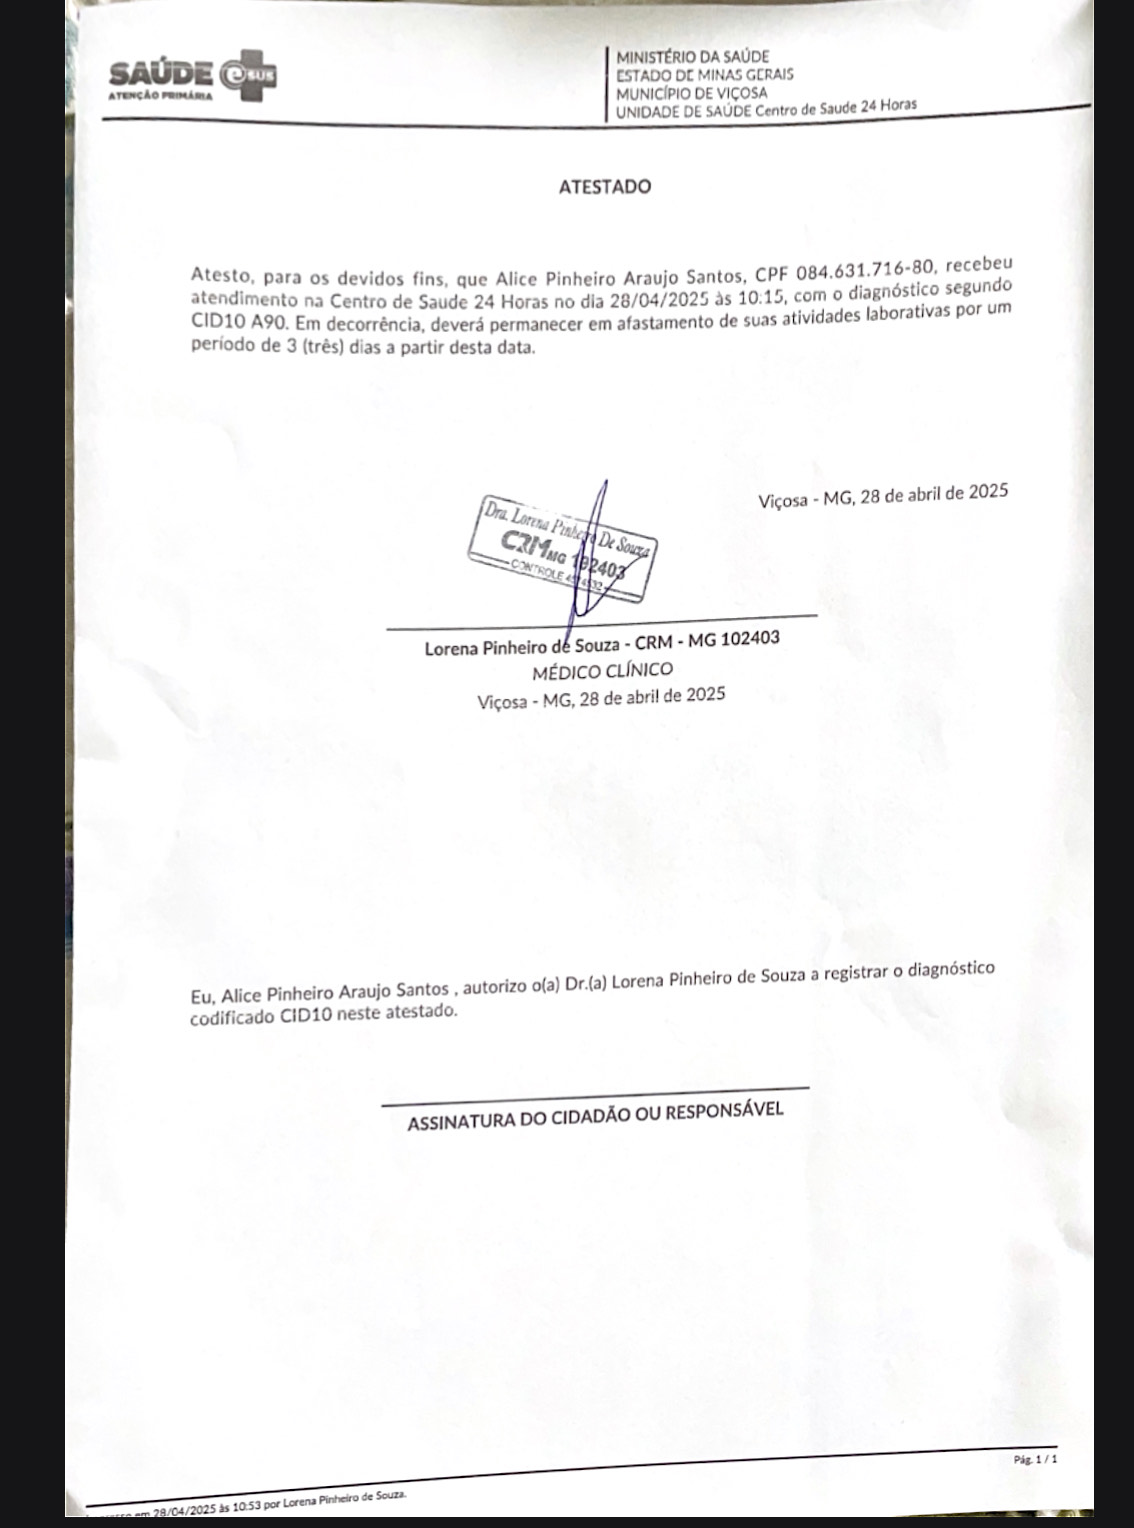 SAÚDE e SUS
ATENÇÃO PRIMÁRIA
MINISTÉRIO DA SAÚDE
ESTADO DE MINAS GERAIS
MUNICÍPIO DE VIÇOSA
UNIDADE DE SAÚDE Centro de Saude 24 Horas
ATESTADO
Atesto, para os devidos fins, que Alice Pinheiro Araujo Santos, CPF 084.631.716-80, recebeu
atendimento na Centro de Saude 24 Horas no dia 28/04/2025 às 10:15, com o diagnóstico segundo
CID10 A90. Em decorrência, deverá permanecer em afastamento de suas atividades laborativas por um
período de 3 (três) dias a partir desta data.
Viçosa - MG, 28 de abril de 2025
Dra. Lorena Pinheiro De Souza
CRM MG 102403
CONTROLE
Lorena Pinheiro de Souza - CRM - MG 102403
MÉDICO CLÍNICO
Viçosa - MG, 28 de abril de 2025
Eu, Alice Pinheiro Araujo Santos , autorizo o(a) Dr.(a) Lorena Pinheiro de Souza a registrar o diagnóstico
codificado CID10 neste atestado.
ASSINATURA DO CIDADÃO OU RESPONSÁVEL
Pág. 1 / 1
em 28/04/2025 às 10:53 por Lorena Pinheiro de Souza.